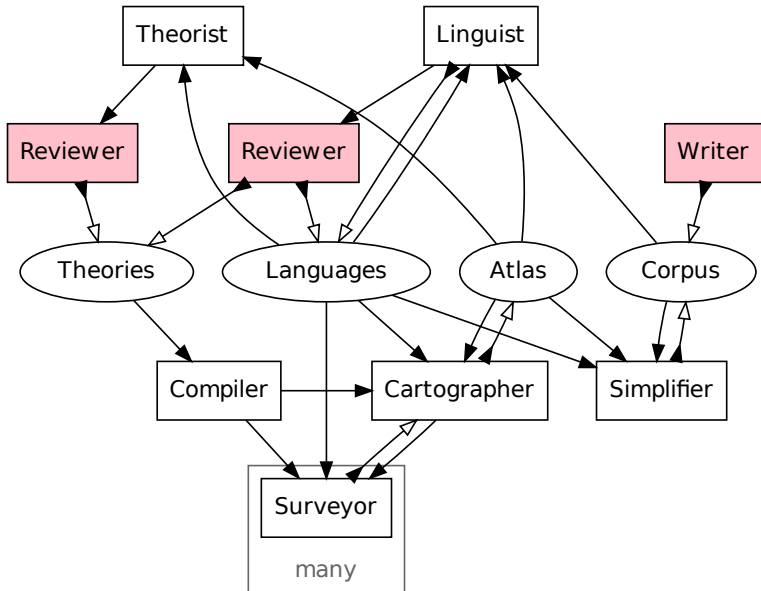 Theorist
Linguist
Reviewer
Reviewer
Writer
Theories
Languages
Atlas
Corpus
Compiler
Cartographer
Simplifier
Surveyor
many